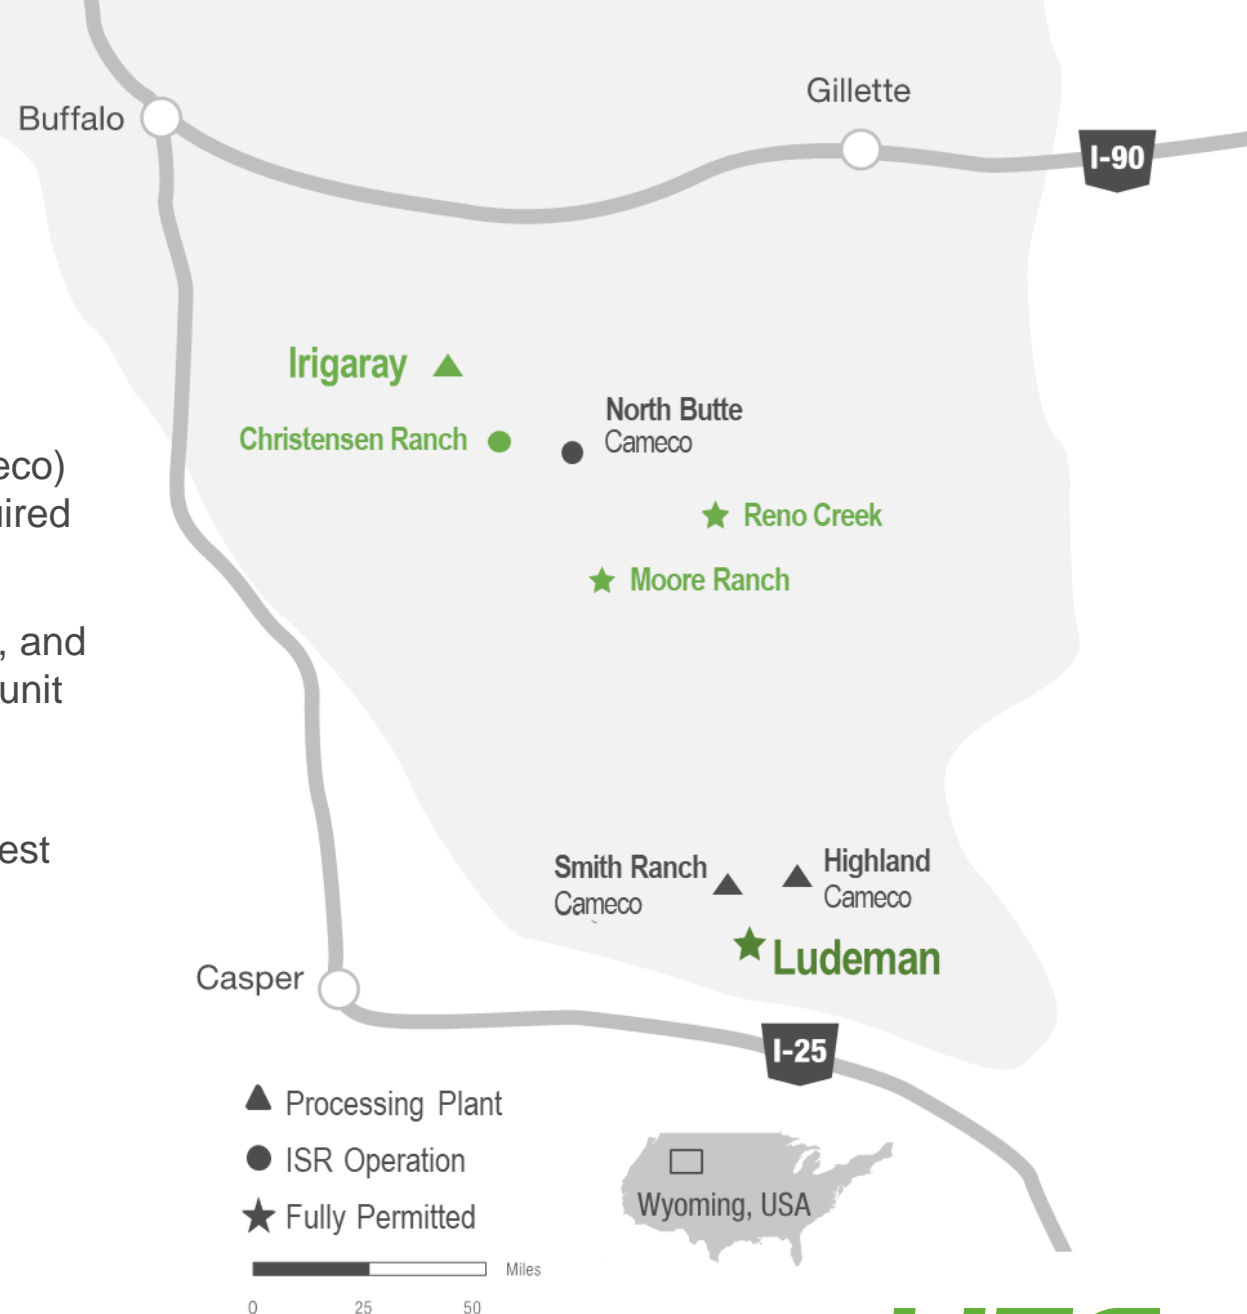 Gillette
Buffalo
I-90
Irigaray
North Butte
Christensen Ranch
Cameco
eco)
Reno Creek
uired
Moore Ranch
, and
unit
est
Smith Ranch
Highland
Cameco
Cameco
Ludeman
Casper
I-25
Processing Plant
ISR Operation
Fully Permitted
Wyoming, USA
Miles
0 25 50